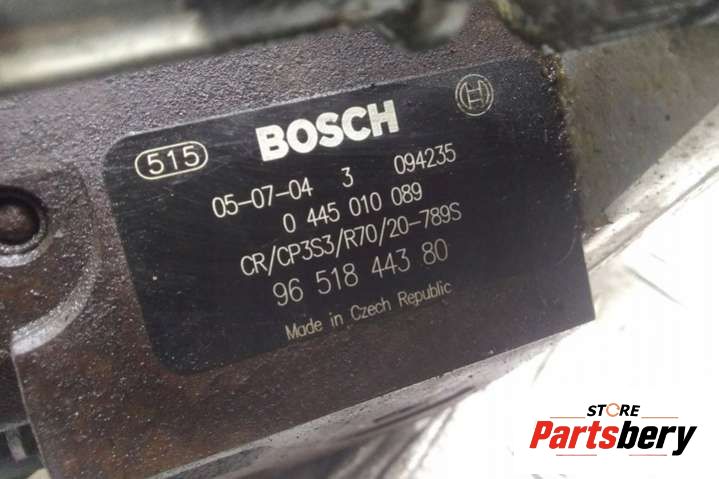 BOSCH
515
05-07-04 3 094235
0 445 010 089
CR/CP3S3/R70/20-789S
96 518 443 80
Made in Czech Republic
STORE
Partsbery